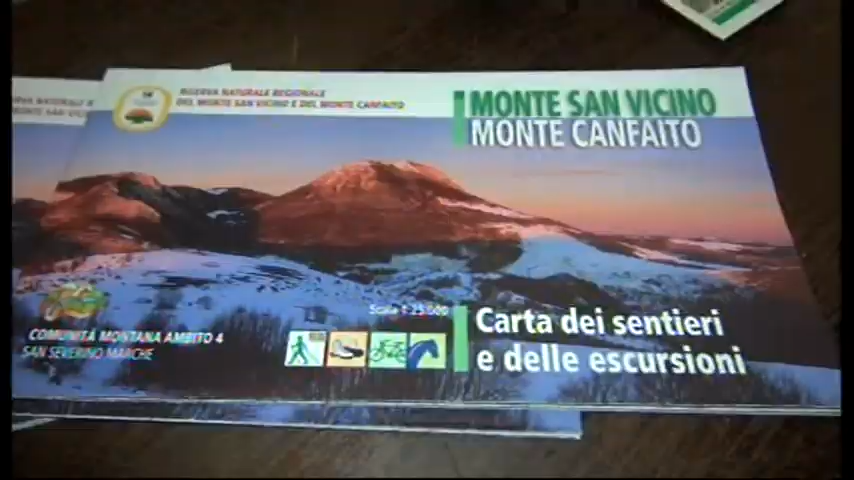 RISERVA NATURALE REGIONALE
DEL MONTE SAN VICINO E DEL MONTE CANFAITO
MONTE SAN VICINO
MONTE CANFAITO
Scala 1:25.000
Carta dei sentieri
e delle escursioni
COMUNITÁ MONTANA AMBITO 4
SAN SEVERINO MARCHE